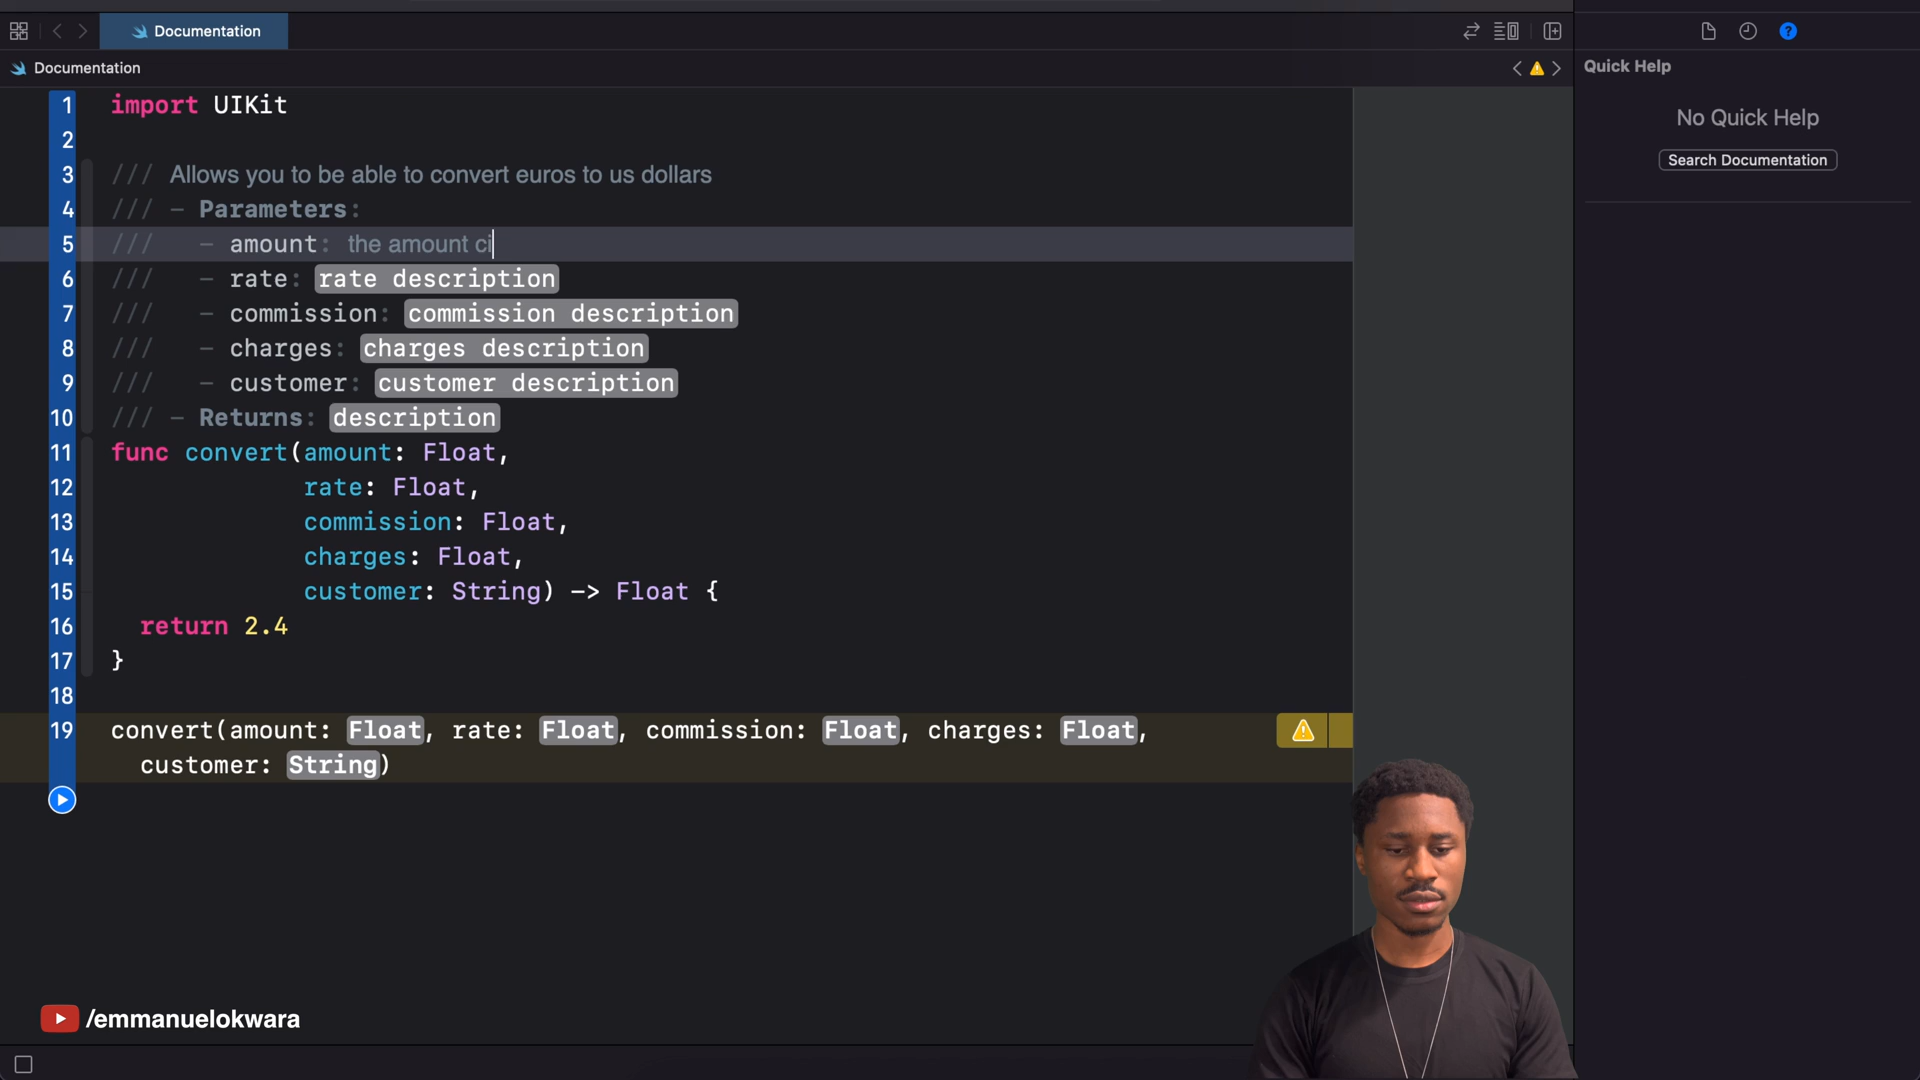 Documentation
Documentation
Quick Help
No Quick Help
Search Documentation
1 import UIKit
2
3 /// Allows you to be able to convert euros to us dollars
4 /// - Parameters:
5 ///   - amount: the amount ci
6 ///   - rate: rate description
7 ///   - commission: commission description
8 ///   - charges: charges description
9 ///   - customer: customer description
10 /// - Returns: description
11 func convert(amount: Float,
12 rate: Float,
13 commission: Float,
14 charges: Float,
15 customer: String) -> Float {
16 return 2.4
17 }
18
19 convert(amount: Float, rate: Float, commission: Float, charges: Float,
customer: String)
/emmanuelokwara